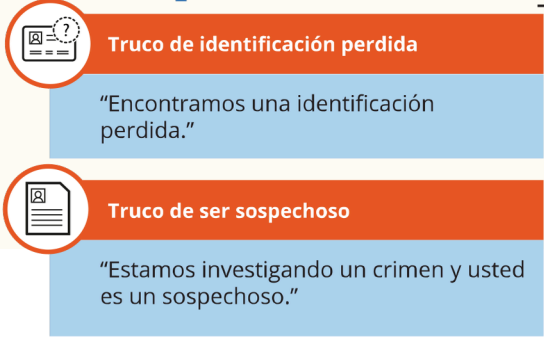 Truco de identificación perdida
“Encontramos una identificación
perdida.”
Truco de ser sospechoso
“Estamos investigando un crimen y usted
es un sospechoso.”